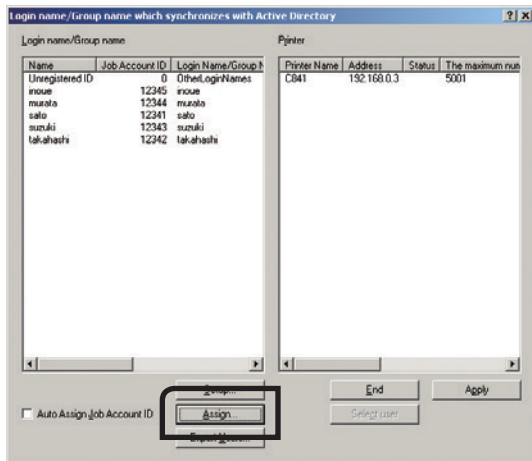 Login name/Group name which synchronizes with Active Directory
Login name/Group name
Printer
Name Job Account ID Login Name/Group N
Unregistered ID 0 OtherLoginNames
inoue 12345 inoue
murata 12344 murata
sato 12341 sato
suzuki 12343 suzuki
takahashi 12342 takahashi
Printer Name Address Status The maximum num
C841 192.168.0.3 5001
Setup...
End
Apply
Auto Assign Job Account ID
Assign...
Select user
Export